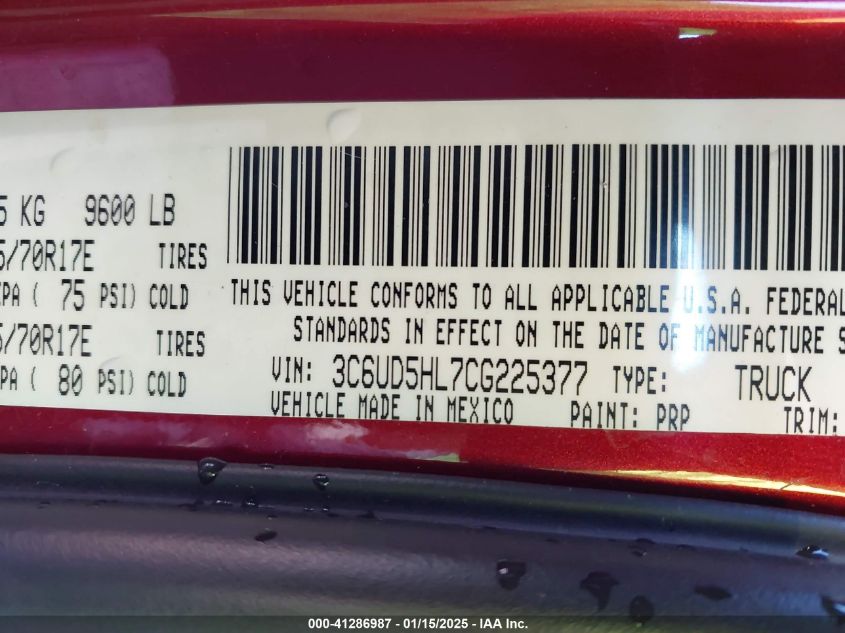 5 KG 9600 LB
5/70R17E TIRES
PA ( 75 PSI) COLD
5/70R17E TIRES
PA ( 80 PSI) COLD
THIS VEHICLE CONFORMS TO ALL APPLICABLE U.S.A. FEDERAL
STANDARDS IN EFFECT ON THE DATE OF MANUFACTURE S
VIN: 3C6UD5HL7CG225377 TYPE: TRUCK
VEHICLE MADE IN MEXICO PAINT: PRP TRIM:
000-41286987 - 01/15/2025 - IAA Inc.